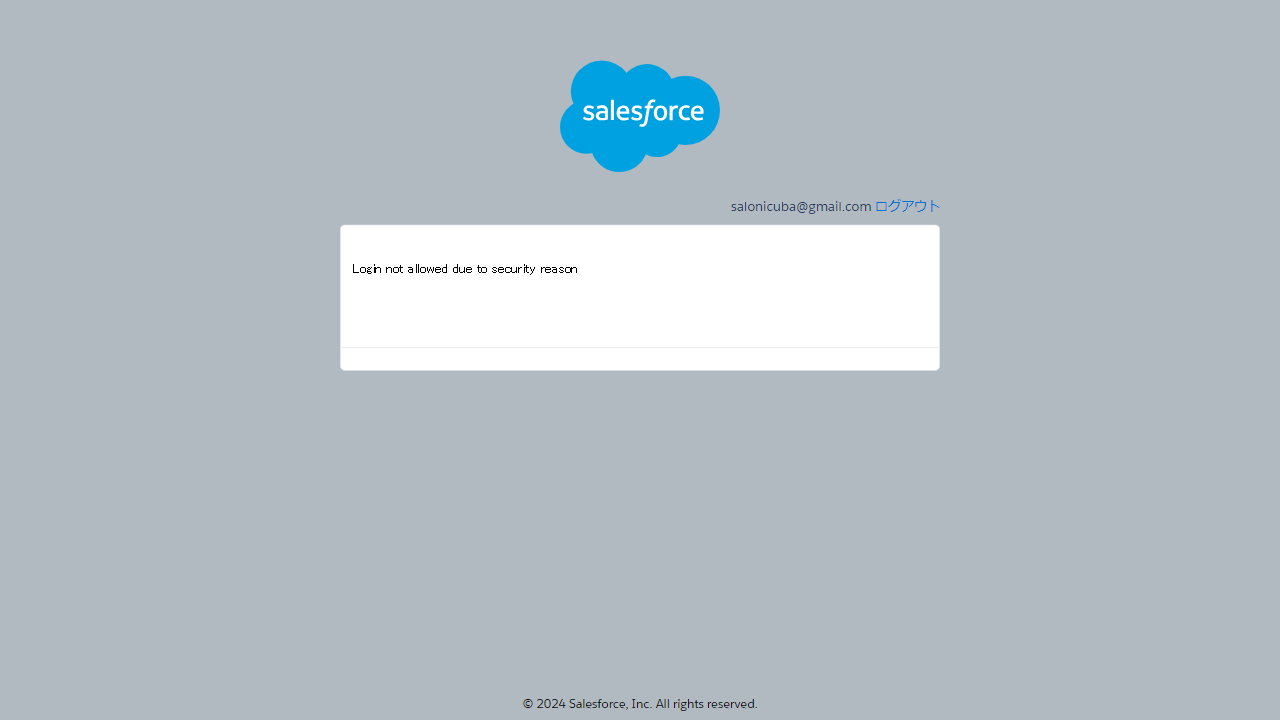 salesforce
salonicuba@gmail.com ログアウト
Login not allowed due to security reason
© 2024 Salesforce, Inc. All rights reserved.